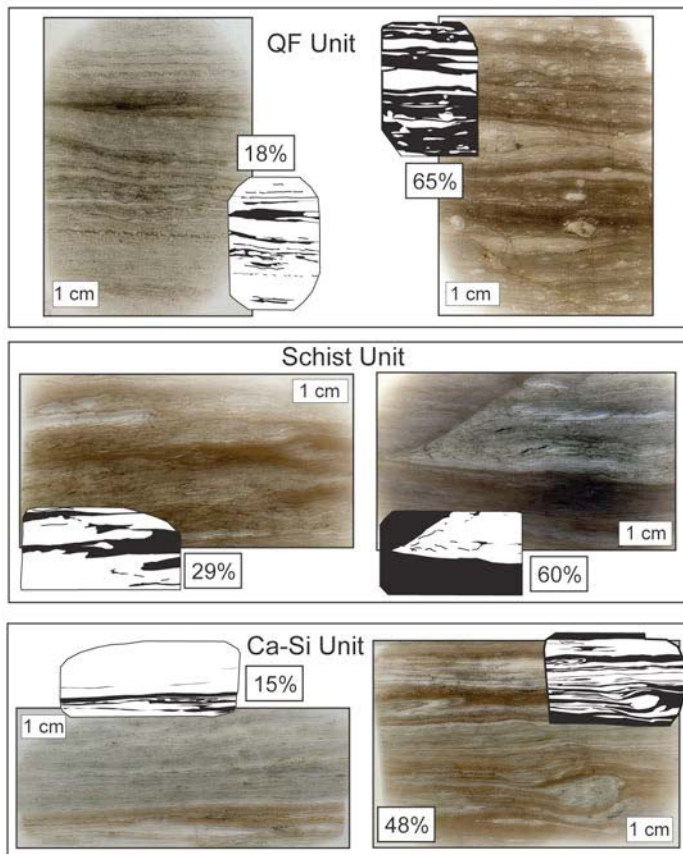 QF Unit
18%
65%
1 cm
1 cm
Schist Unit
1 cm
29%
1 cm
60%
Ca-Si Unit
15%
1 cm
48%
1 cm